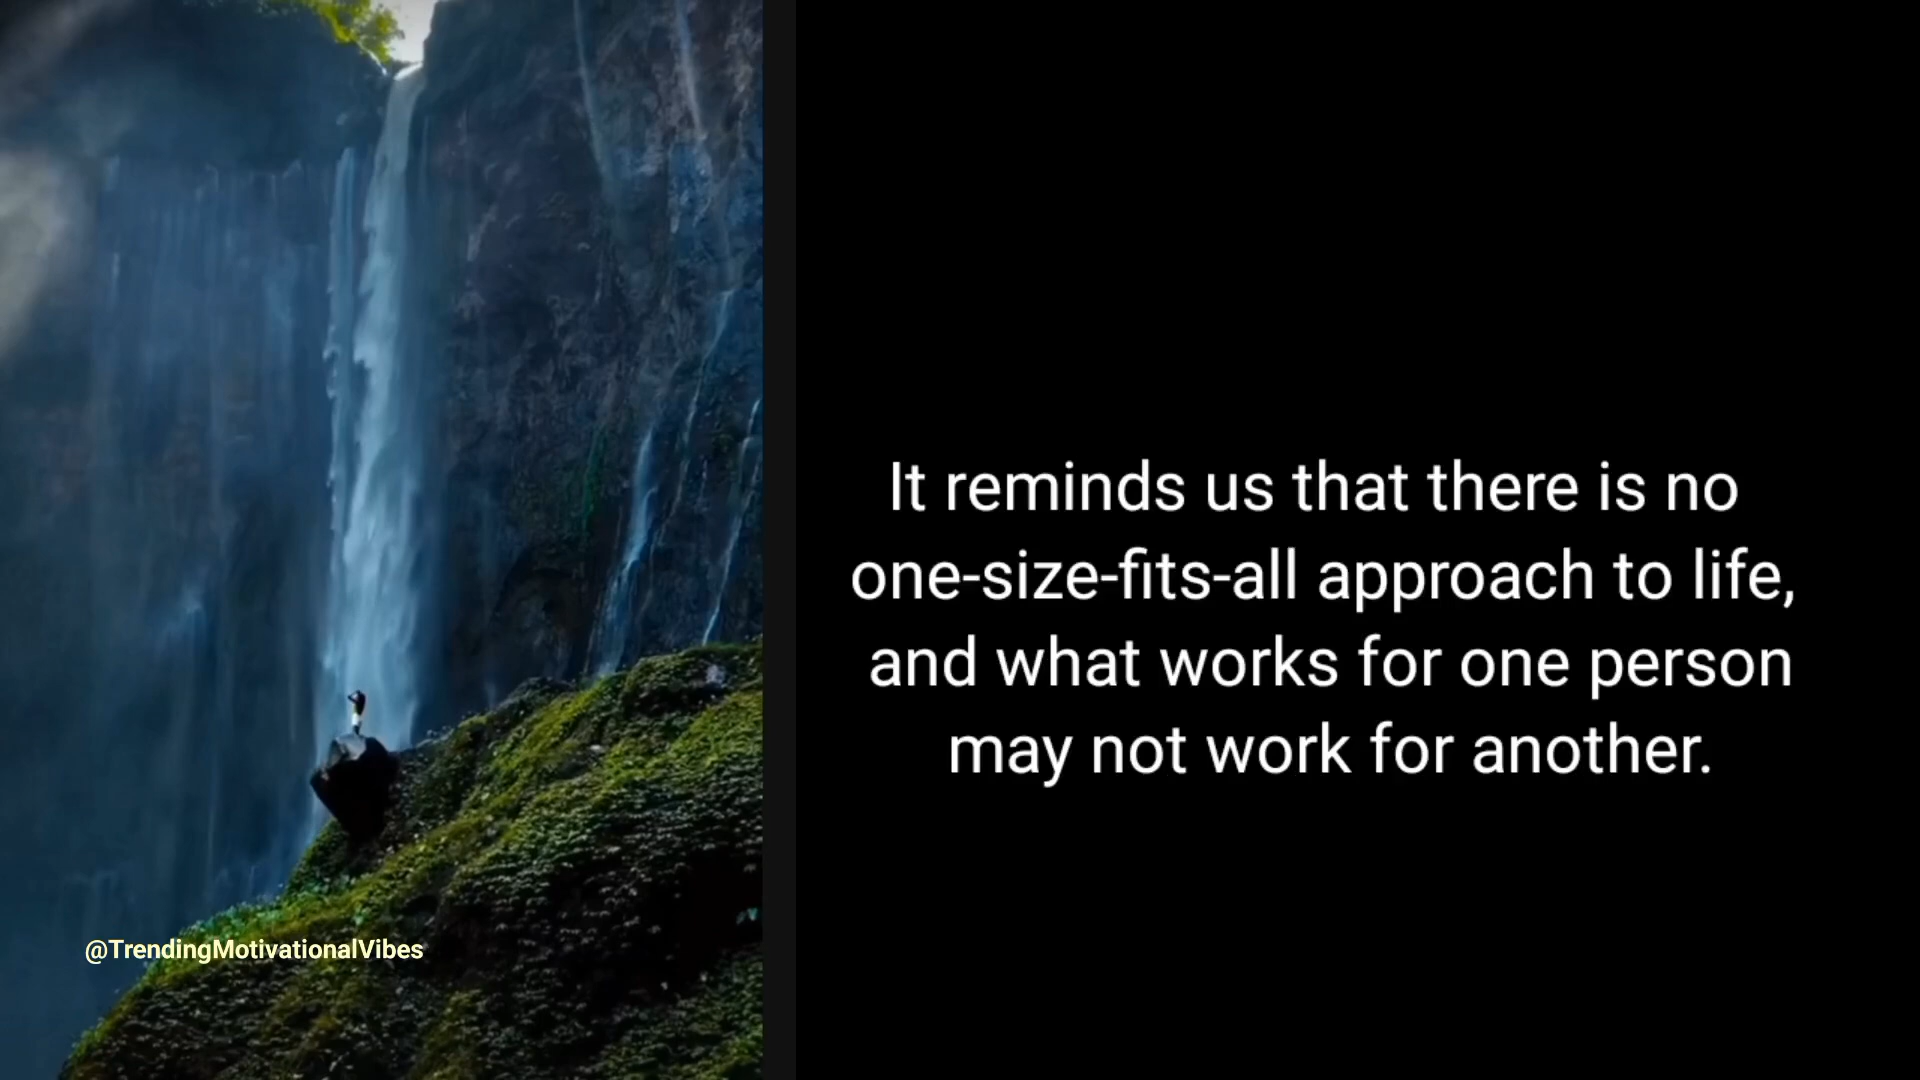 It reminds us that there is no
one-size-fits-all approach to life,
and what works for one person
may not work for another.
@TrendingMotivationalVibes